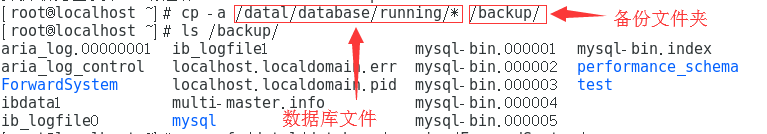 [root@localhost ~]# cp -a /data1/database/running/* /backup/
备份文件夹
[root@localhost ~]# ls /backup/
aria_log.00000001 ib_logfile1 mysql-bin.000001 mysql-bin.index
aria_log_control localhost.localdomain.err mysql-bin.000002 performance_schema
ForwardSystem localhost.localdomain.pid mysql-bin.000003 test
ibdata1 multi-master.info mysql-bin.000004
ib_logfile0 mysql mysql-bin.000005
数据库文件